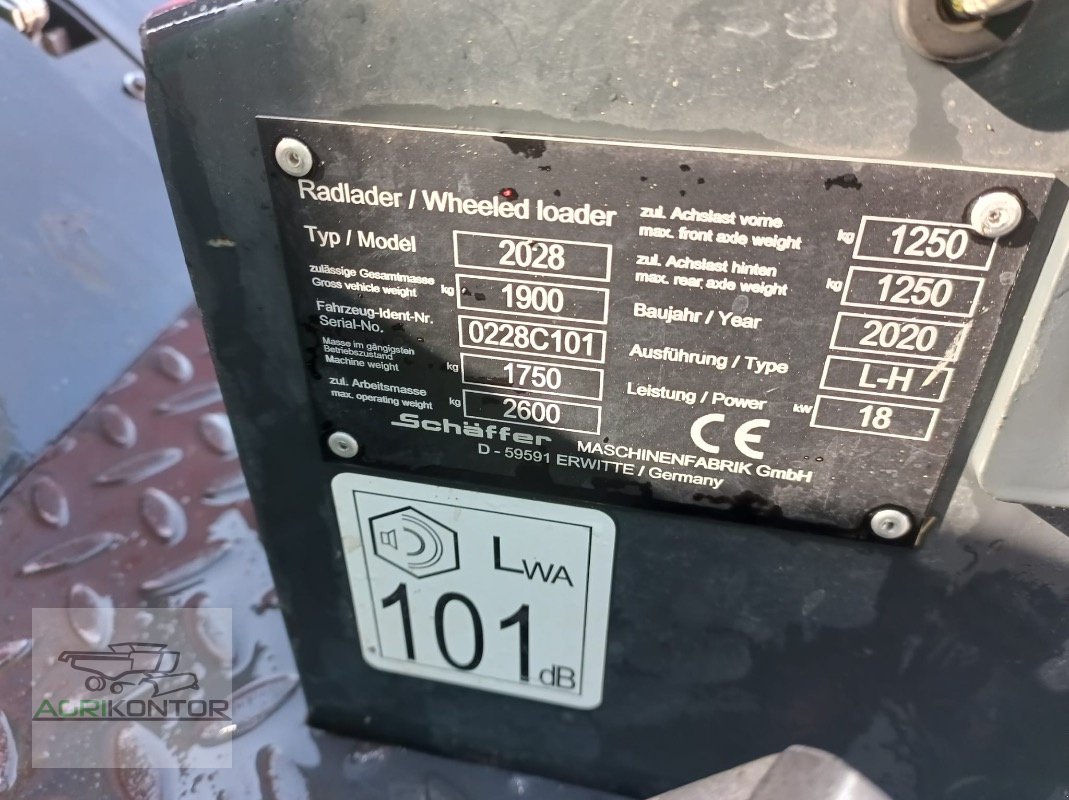 Radlader / Wheeled loader
Typ / Model 2028
zulässige Gesamtmasse
Gross vehicle weight kg 1900
Fahrzeug-Ident-Nr.
Serial-No. 0228C101
Masse im gängigsten
Betriebszustand
Machine weight kg 1750
zul. Arbeitsmasse
max. operating weight kg 2600
zul. Achslast vorne
max. front axle weight kg 1250
zul. Achslast hinten
max. rear axle weight kg 1250
Baujahr / Year 2020
Ausführung / Type L-H
Leistung / Power kW 18
CE
Schäffer MASCHINENFABRIK GmbH
D - 59591 ERWITTE / Germany
LWA
101 dB
AGRIKONTOR